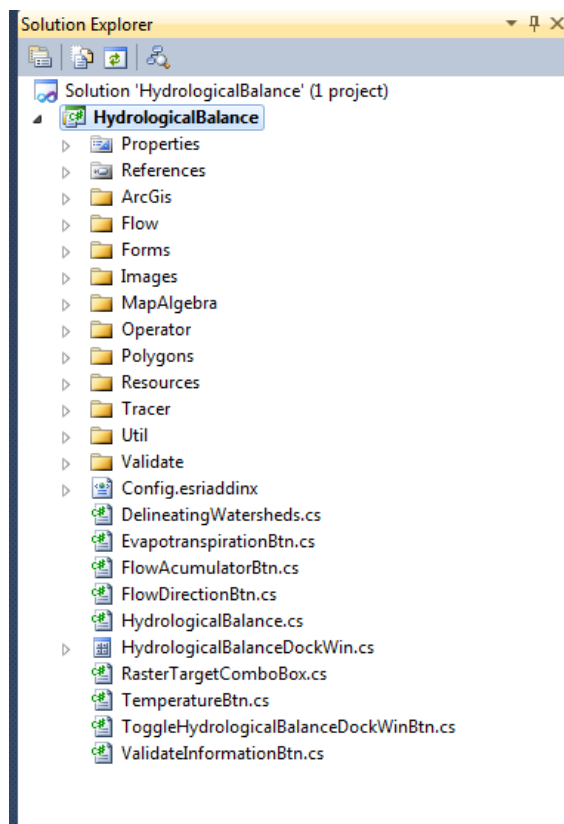 Solution Explorer
Solution 'HydrologicalBalance' (1 project)
HydrologicalBalance
Properties
References
ArcGis
Flow
Forms
Images
MapAlgebra
Operator
Polygons
Resources
Tracer
Util
Validate
Config.esriaddinx
DelineatingWatersheds.cs
EvapotranspirationBtn.cs
FlowAcumulatorBtn.cs
FlowDirectionBtn.cs
HydrologicalBalance.cs
HydrologicalBalanceDockWin.cs
RasterTargetComboBox.cs
TemperatureBtn.cs
ToggleHydrologicalBalanceDockWinBtn.cs
ValidateInformationBtn.cs